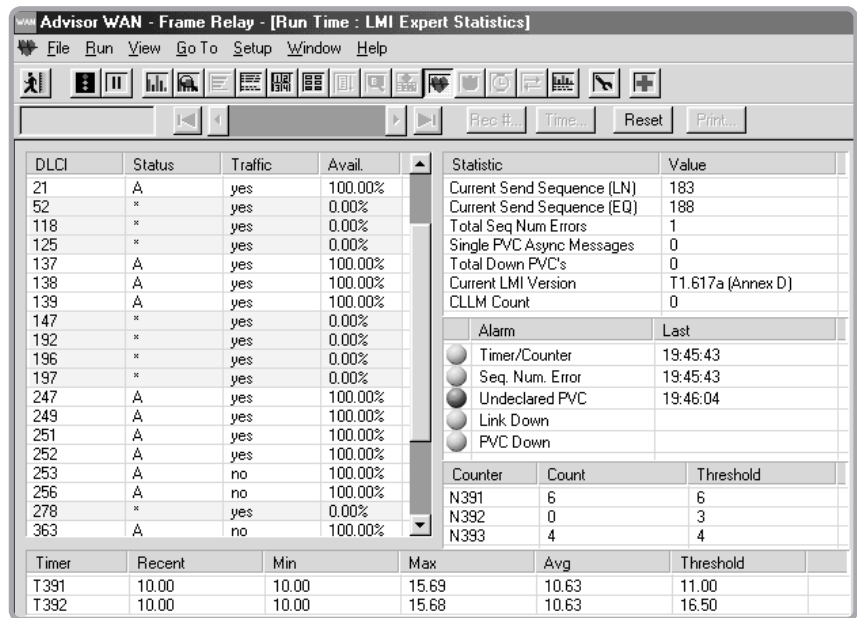 WAN Advisor WAN - Frame Relay - [Run Time : LMI Expert Statistics]
File Run View Go To Setup Window Help
Rec #... Time... Reset Print...
DLCI Status Traffic Avail.
21 A yes 100.00%
52 * yes 0.00%
118 * yes 0.00%
125 * yes 0.00%
137 A yes 100.00%
138 A yes 100.00%
139 A yes 100.00%
147 * yes 0.00%
192 * yes 0.00%
196 * yes 0.00%
197 * yes 0.00%
247 A yes 100.00%
249 A yes 100.00%
251 A yes 100.00%
252 A yes 100.00%
253 A no 100.00%
256 A no 100.00%
278 * yes 0.00%
363 A no 100.00%
Statistic Value
Current Send Sequence (LN) 183
Current Send Sequence (EQ) 188
Total Seq Num Errors 1
Single PVC Async Messages 0
Total Down PVC's 0
Current LMI Version T1.617a (Annex D)
CLLM Count 0
Alarm Last
Timer/Counter 19:45:43
Seq. Num. Error 19:45:43
Undeclared PVC 19:46:04
Link Down
PVC Down
Counter Count Threshold
N391 6 6
N392 0 3
N393 4 4
Timer Recent Min Max Avg Threshold
T391 10.00 10.00 15.69 10.63 11.00
T392 10.00 10.00 15.68 10.63 16.50